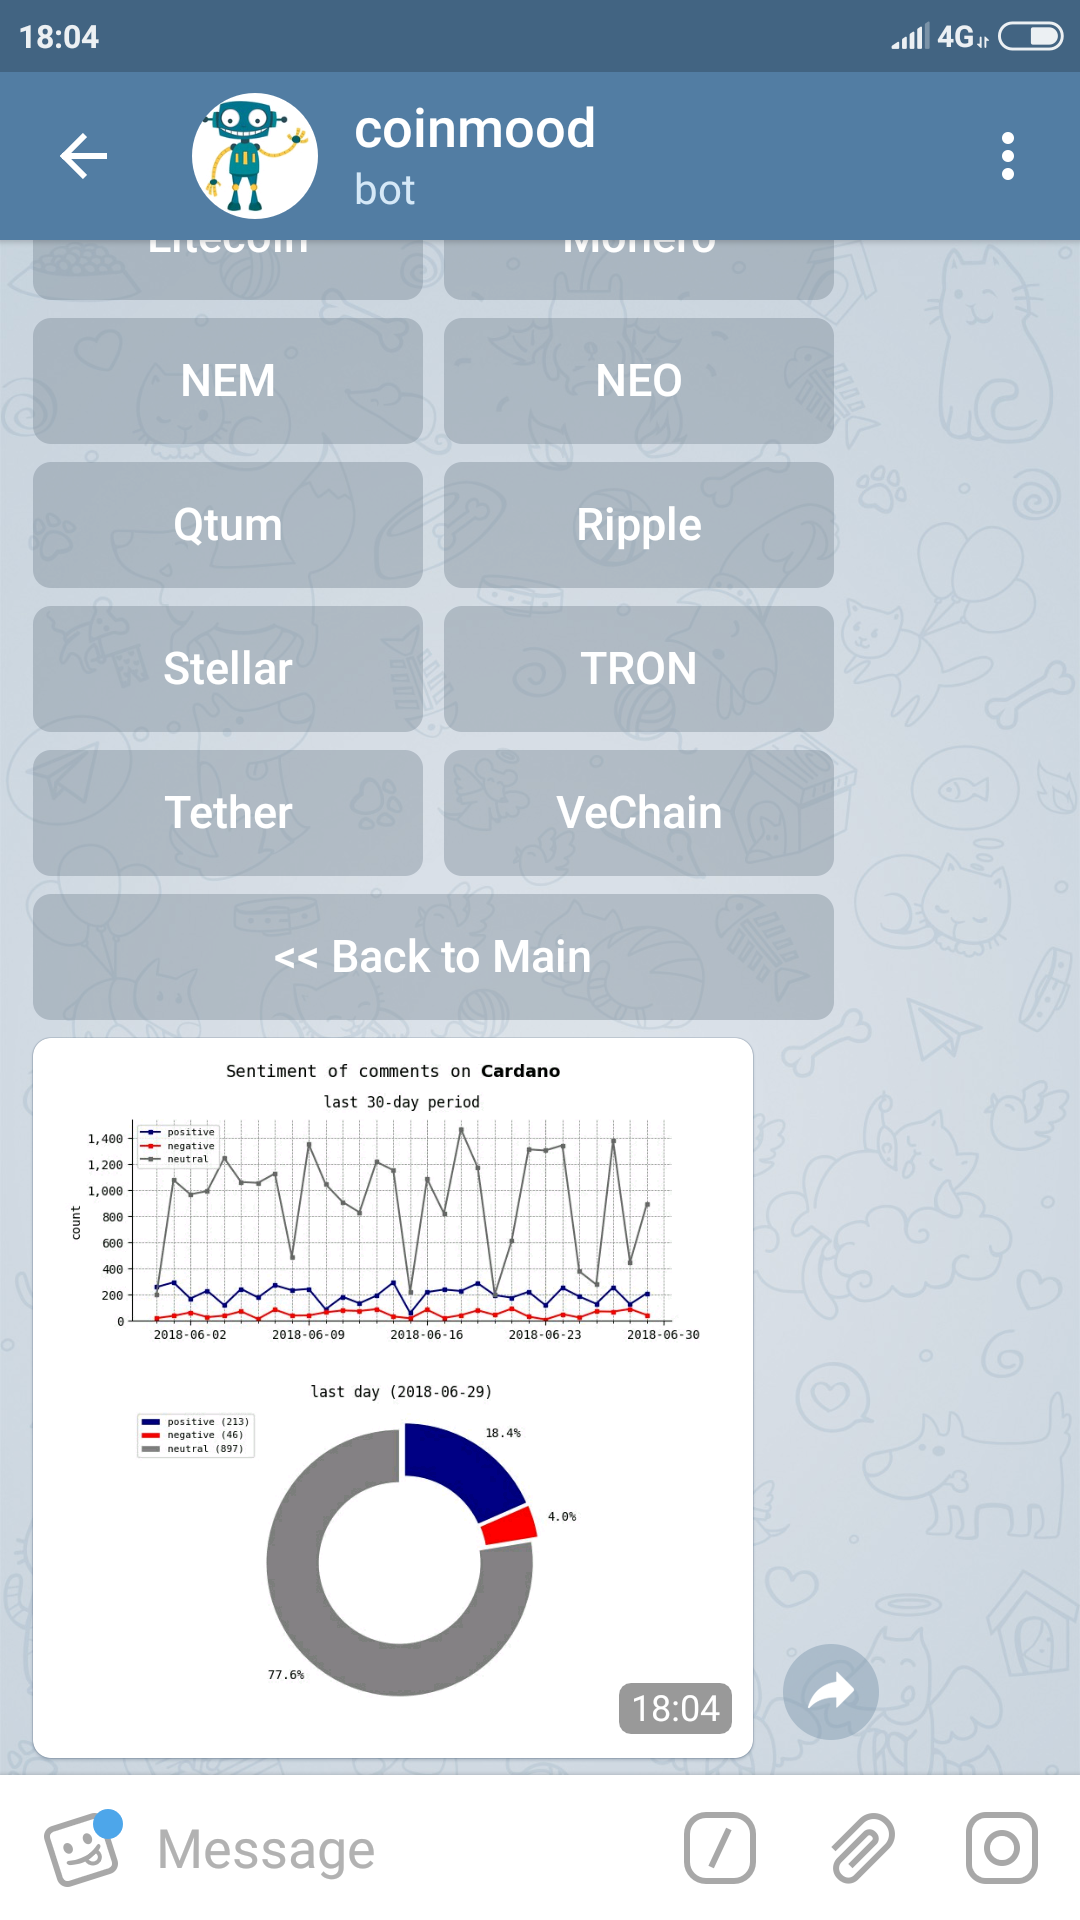 18:04
4G
coinmood
bot
Litecoin Monero
NEM NEO
Qtum Ripple
Stellar TRON
Tether VeChain
<< Back to Main
Sentiment of comments on Cardano
last 30-day period
positive
negative
neutral
1,400
1,200
1,000
800
600
400
200
0
count
2018-06-02 2018-06-09 2018-06-16 2018-06-23 2018-06-30
last day (2018-06-29)
positive (213)
negative (46)
neutral (897)
18.4%
4.0%
77.6%
18:04
Message